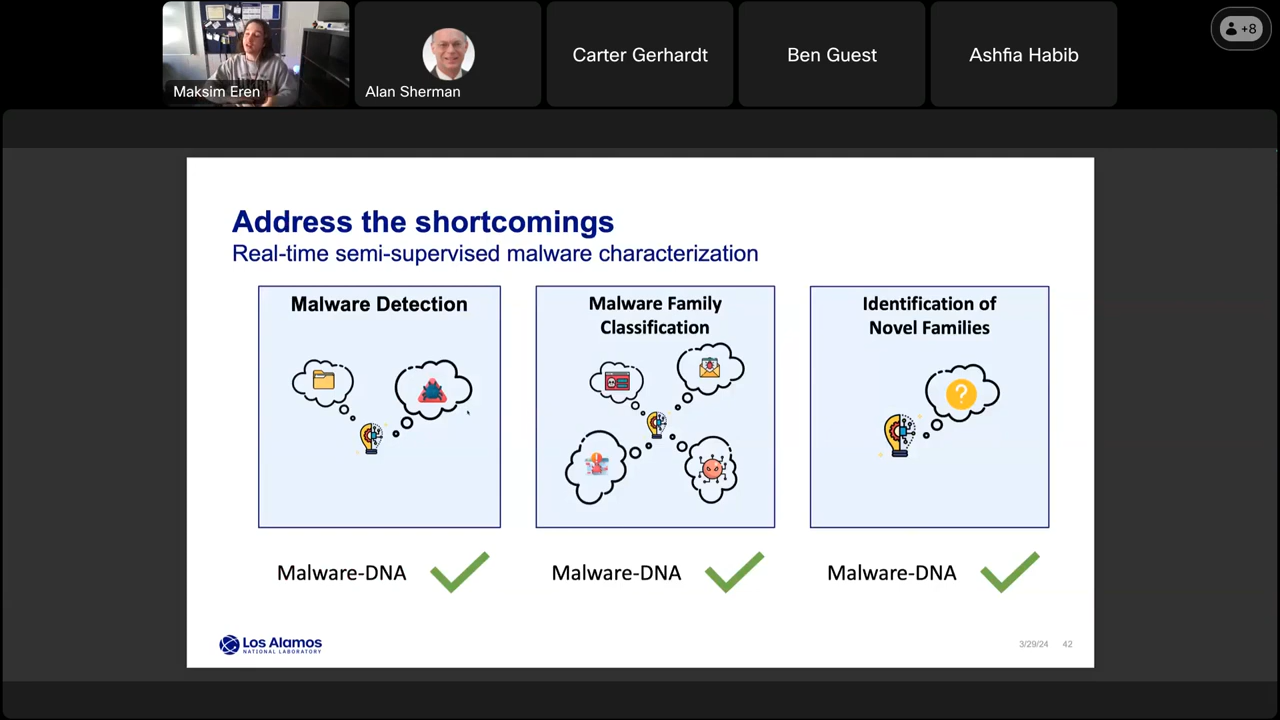 Maksim Eren
Alan Sherman
Carter Gerhardt
Ben Guest
Ashfia Habib
+8
Address the shortcomings
Real-time semi-supervised malware characterization
Malware Detection
Malware Family
Classification
Identification of
Novel Families
?
Malware-DNA
Malware-DNA
Malware-DNA
Los Alamos
NATIONAL LABORATORY
3/29/24
42